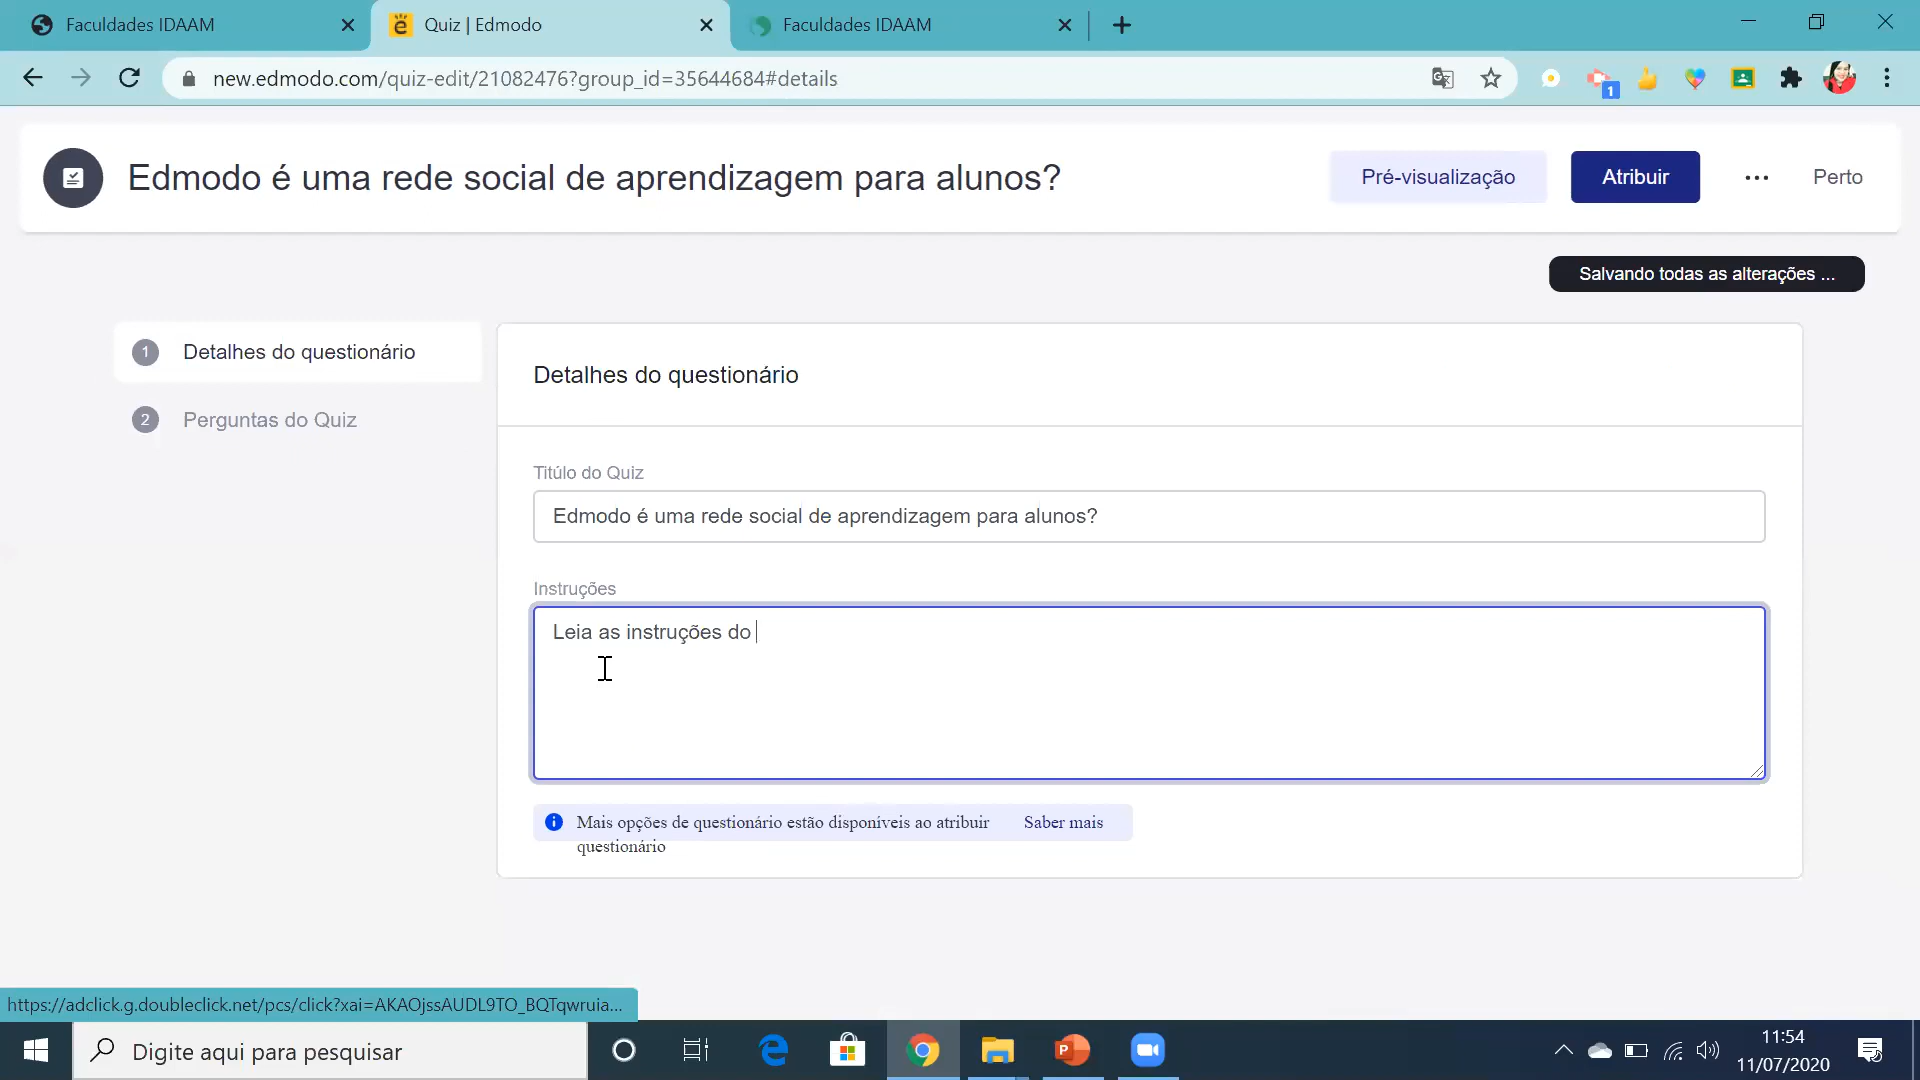 Faculdades IDAAM
Quiz | Edmodo
Faculdades IDAAM
new.edmodo.com/quiz-edit/21082476?group_id=35644684#details
1
Edmodo é uma rede social de aprendizagem para alunos?
Pré-visualização
Atribuir
Perto
Salvando todas as alterações ...
1 Detalhes do questionário
2 Perguntas do Quiz
Detalhes do questionário
Titúlo do Quiz
Edmodo é uma rede social de aprendizagem para alunos?
Instruções
Leia as instruções do
Mais opções de questionário estão disponíveis ao atribuir Saber mais
questionário
https://adclick.g.doubleclick.net/pcs/click?xai=AKAOjssAUDL9TO_BQTqwruia...
Digite aqui para pesquisar
11:54
11/07/2020